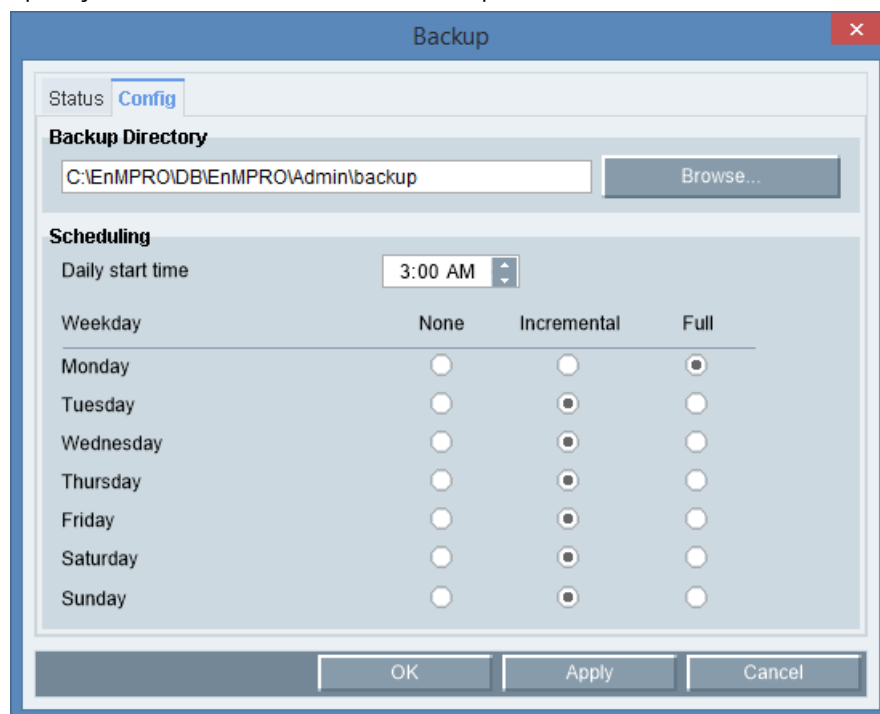 Backup
Status Config
Backup Directory
C:\EnMPRO\DB\EnMPRO\Admin\backup Browse...
Scheduling
Daily start time 3:00 AM
Weekday None Incremental Full
Monday
Tuesday
Wednesday
Thursday
Friday
Saturday
Sunday
OK Apply Cancel